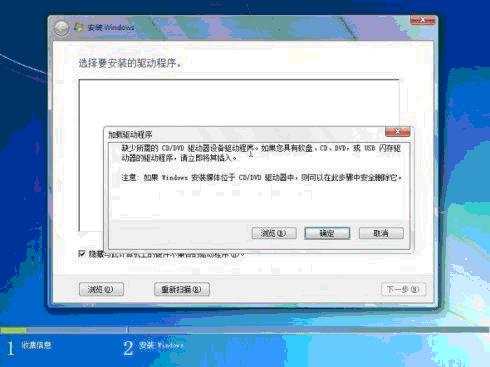 安装 Windows
选择要安装的驱动程序。
加载驱动程序
缺少所需的 CD/DVD 驱动器设备驱动程序。如果您具有软盘、CD、DVD，或 USB 闪存驱
动器的驱动程序，请立即将其插入。
注意: 如果 Windows 安装媒体位于 CD/DVD 驱动器中，则可以在此步骤中安全删除它。
浏览(R) 确定 取消
隐藏与此计算机上的硬件不兼容的驱动程序(H)。
浏览(O) 重新扫描(R) 下一步(N)
1 收集信息 2 安装 Windows